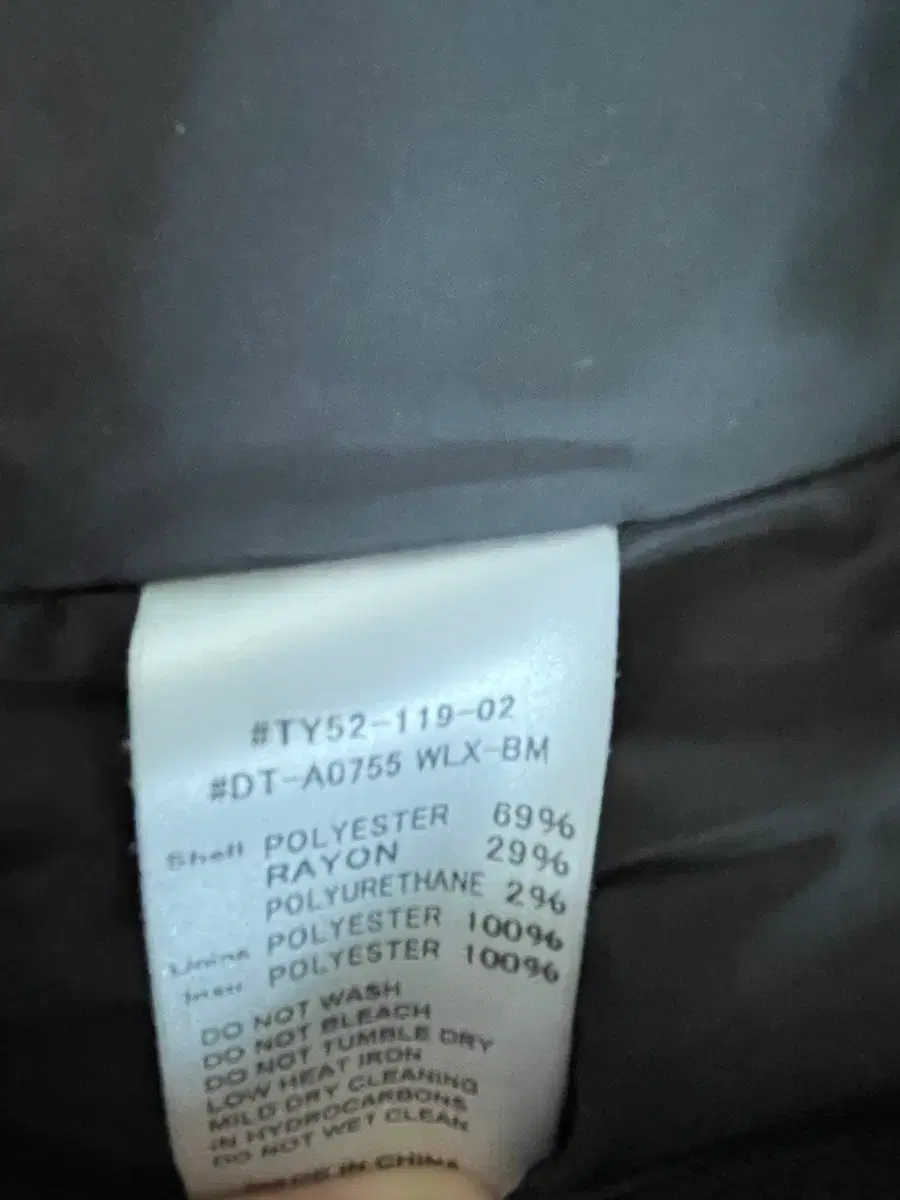 #TY52-119-02
#DT-A0755 WLX-BM
Shell POLYESTER 69%
RAYON 29%
POLYURETHANE 2%
Lining POLYESTER 100%
POLYESTER 100%
DO NOT WASH
DO NOT BLEACH
DO NOT TUMBLE DRY
LOW HEAT IRON
MILD DRY CLEANING
IN HYDROCARBONS
DO NOT WET CLEAN
IN CHINA